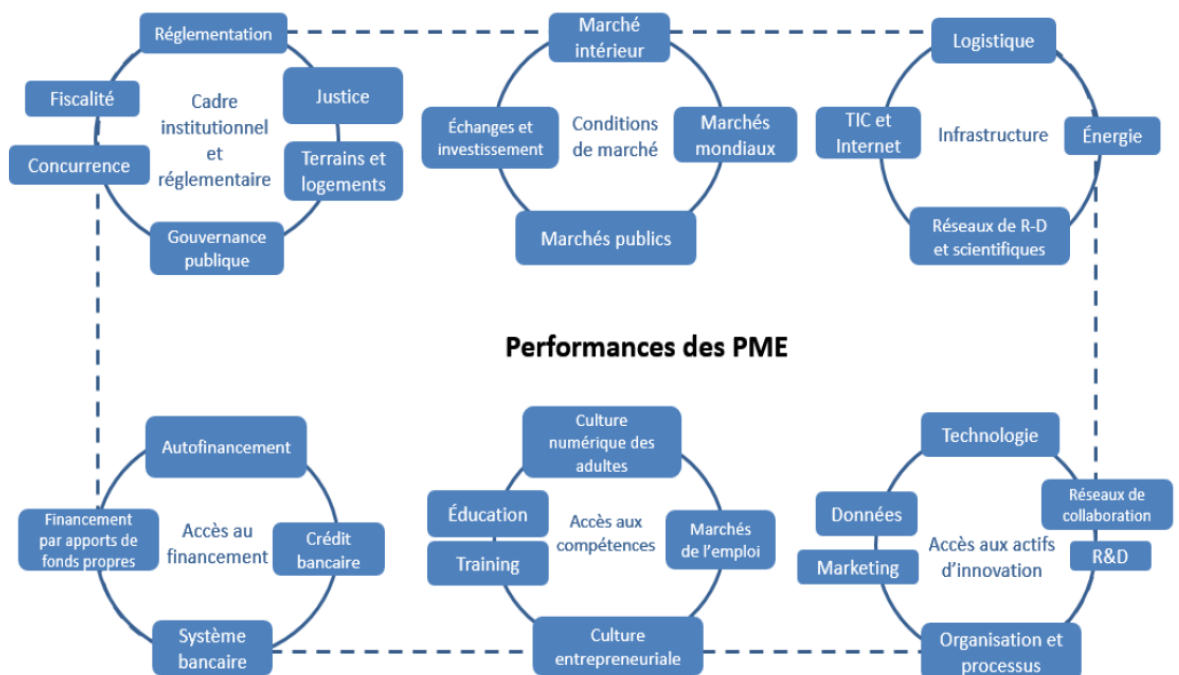 Réglementation
Fiscalité
Justice
Cadre
institutionnel
et
réglementaire
Concurrence
Terrains et
logements
Gouvernance
publique
Marché
intérieur
Échanges et
investissement
Conditions
de marché
Marchés
mondiaux
Marchés publics
Logistique
TIC et
Internet
Infrastructure
Énergie
Réseaux de R-D
et scientifiques
Performances des PME
Autofinancement
Financement
par apports de
fonds propres
Accès au
financement
Crédit
bancaire
Système
bancaire
Culture
numérique des
adultes
Éducation
Training
Accès aux
compétences
Marchés
de l'emploi
Culture
entrepreneuriale
Technologie
Données
Marketing
Accès aux actifs
d'innovation
Réseaux de
collaboration
R&D
Organisation et
processus